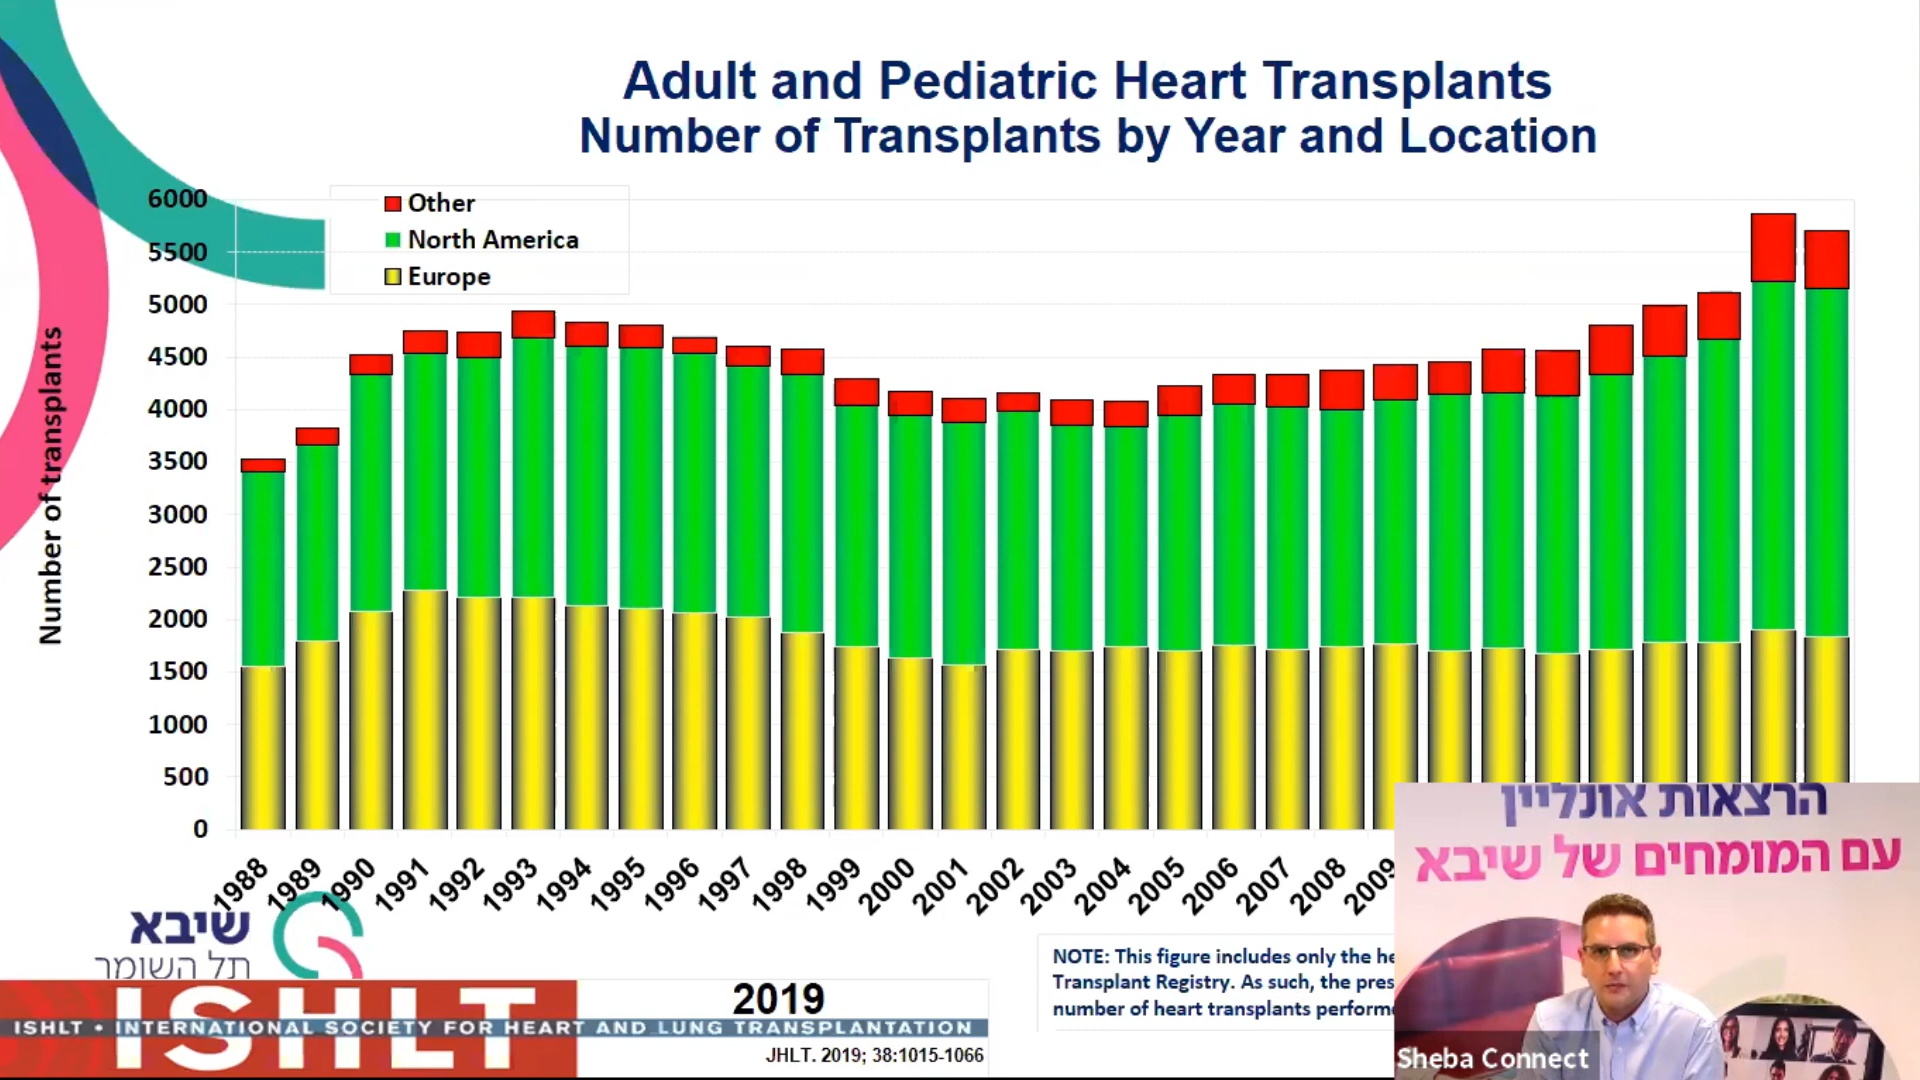 Adult and Pediatric Heart Transplants
Number of Transplants by Year and Location
Other
North America
Europe
Number of transplants
6000
5500
5000
4500
4000
3500
3000
2500
2000
1500
1000
500
0
1988 1989 1990 1991 1992 1993 1994 1995 1996 1997 1998 1999 2000 2001 2002 2003 2004 2005 2006 2007 2008 2009
שיבא
תל השומר
ISHLT
ISHLT • INTERNATIONAL SOCIETY FOR HEART AND LUNG TRANSPLANTATION
2019
JHLT. 2019; 38:1015-1066
NOTE: This figure includes only the he
Transplant Registry. As such, the pres
number of heart transplants performe
הרצאות אונליין
עם המומחים של שיבא
Sheba Connect